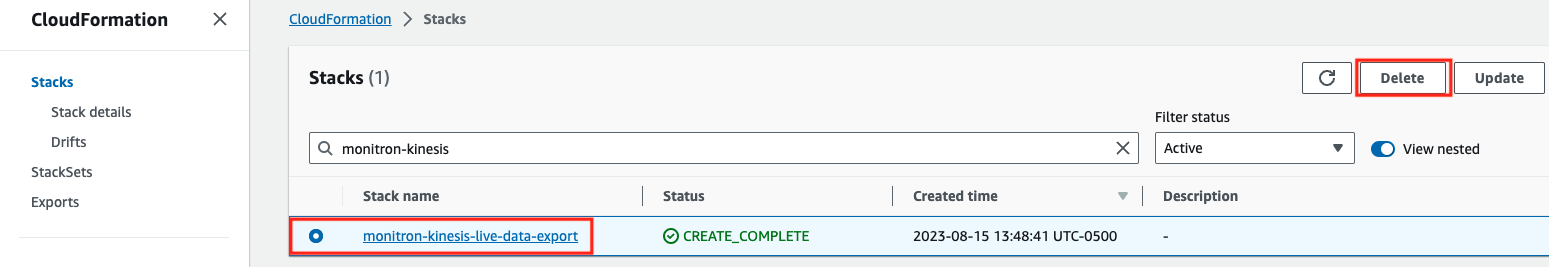 CloudFormation
CloudFormation > Stacks
Stacks
Stack details
Drifts
StackSets
Exports
Stacks (1)
Delete
Update
Filter status
monitron-kinesis
Active
View nested
Stack name Status Created time Description
monitron-kinesis-live-data-export CREATE_COMPLETE 2023-08-15 13:48:41 UTC-0500 -